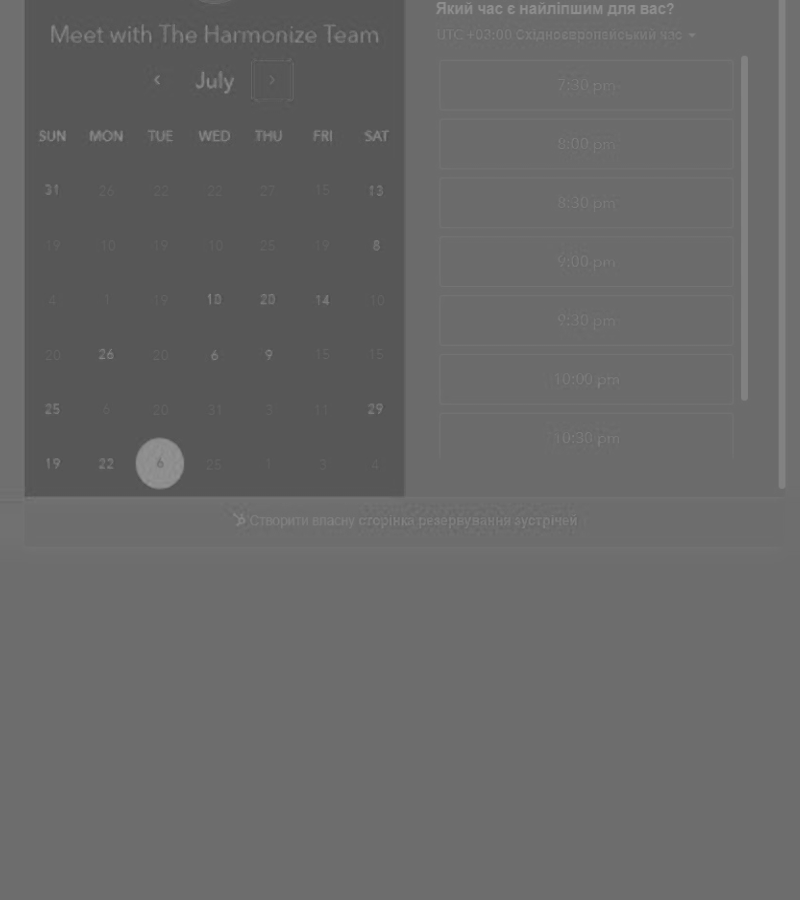 Meet with The Harmonize Team
July
SUN MON TUE WED THU FRI SAT
31 26 22 22 27 15 13
19 10 19 10 25 19 8
4 1 19 10 20 14 10
20 26 20 6 9 15 15
25 6 20 31 3 11 29
19 22 6 25 1 3 4
Який час є найліпшим для вас?
UTC +03:00 Східноєвропейський час
7:30 pm
8:00 pm
8:30 pm
9:00 pm
9:30 pm
10:00 pm
10:30 pm
Створити власну сторінка резервування зустрічей